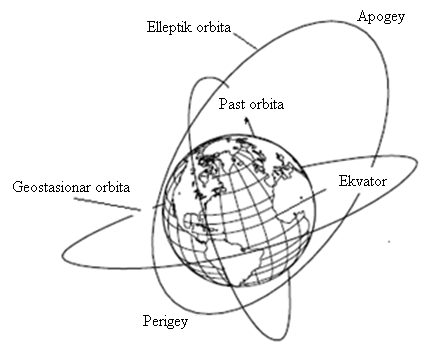 Apogey
Elleptik orbita
Past orbita
Ekvator
Geostasionar orbita
Perigey